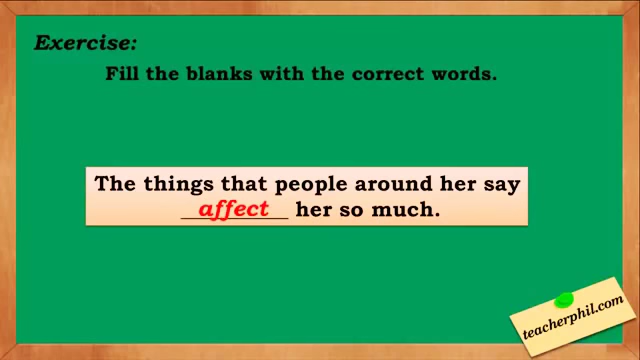 Exercise:
Fill the blanks with the correct words.
The things that people around her say
affect her so much.
teacherphil.com